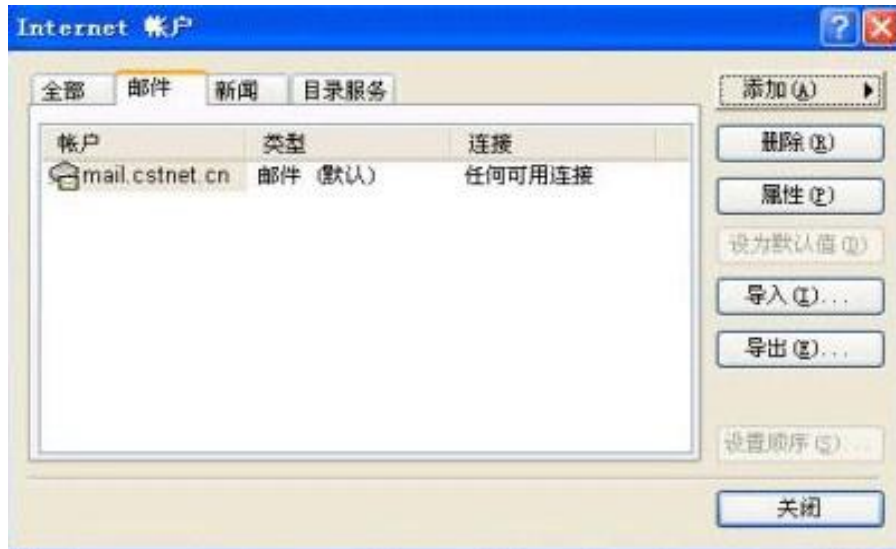 Internet 帐户
全部 邮件 新闻 目录服务
添加(A)
帐户 类型 连接
删除(R)
mail.cstnet.cn 邮件 (默认) 任何可用连接
属性(P)
设为默认值(D)
导入(I)...
导出(E)...
设置顺序(S)...
关闭